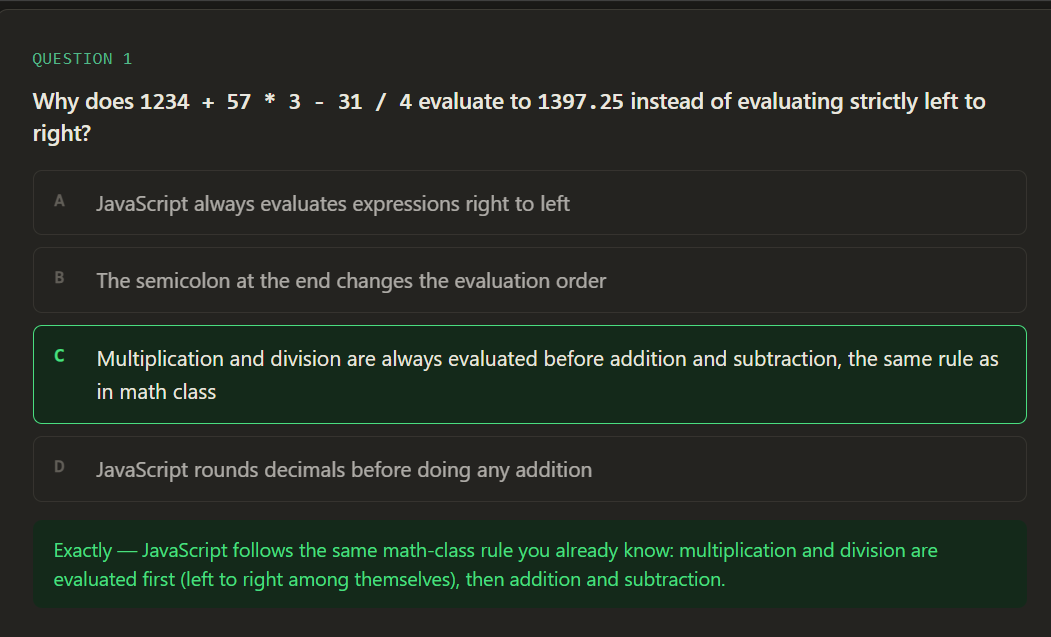 QUESTION 1
Why does 1234 + 57 * 3 - 31 / 4 evaluate to 1397.25 instead of evaluating strictly left to
right?
A JavaScript always evaluates expressions right to left
B The semicolon at the end changes the evaluation order
C Multiplication and division are always evaluated before addition and subtraction, the same rule as
in math class
D JavaScript rounds decimals before doing any addition
Exactly — JavaScript follows the same math-class rule you already know: multiplication and division are
evaluated first (left to right among themselves), then addition and subtraction.